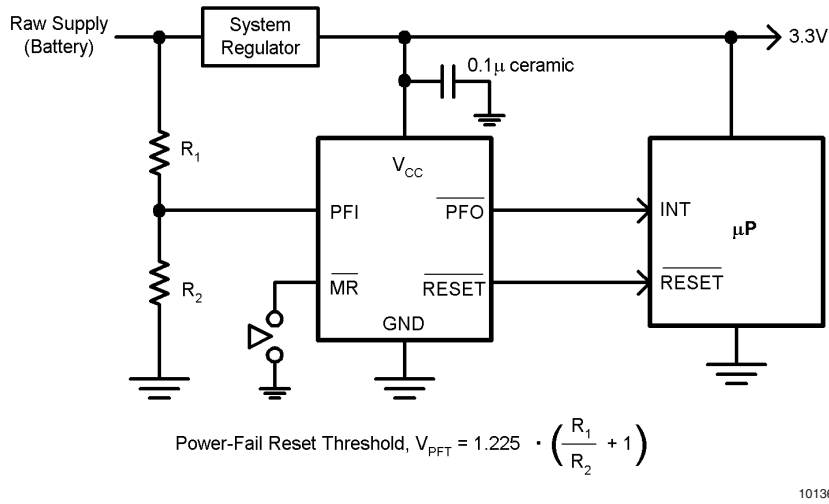 Raw Supply
(Battery)
System
Regulator
3.3V
0.1µ ceramic
R1
VCC
PFI
PFO
INT
µP
R2
MR
RESET
RESET
GND
Power-Fail Reset Threshold, VPFT = 1.225 · (R1/R2 + 1)
10136